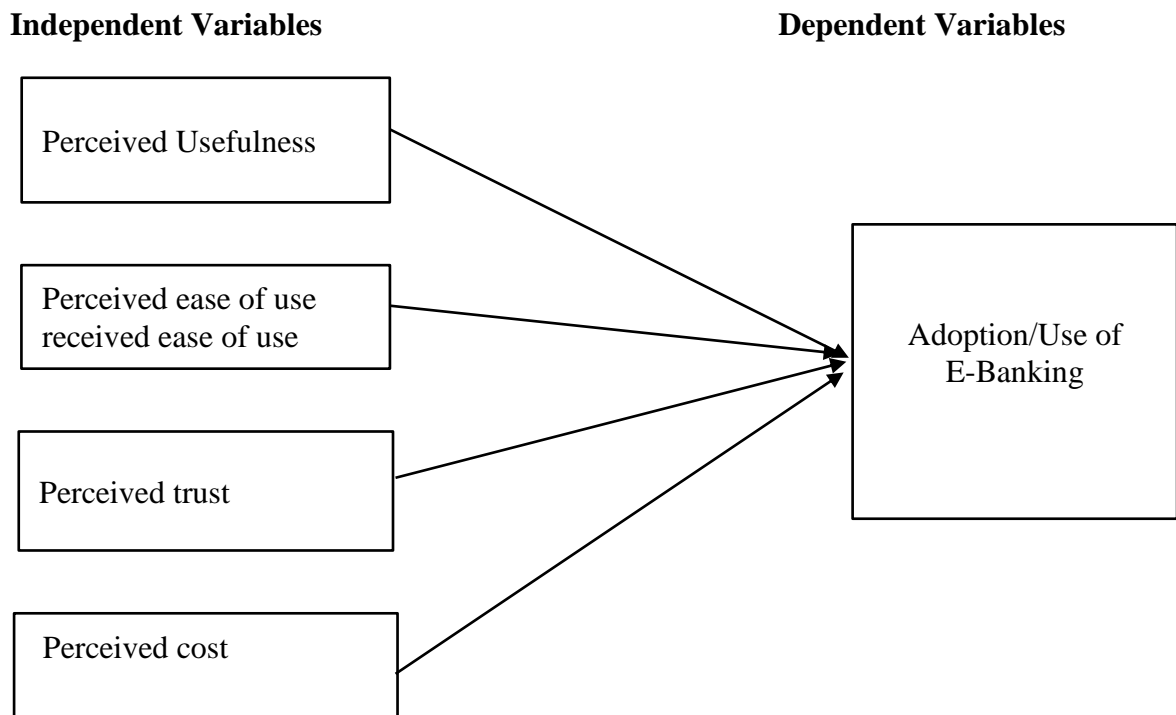 Independent Variables
Dependent Variables
Perceived Usefulness
Perceived ease of use
received ease of use
Adoption/Use of
E-Banking
Perceived trust
Perceived cost